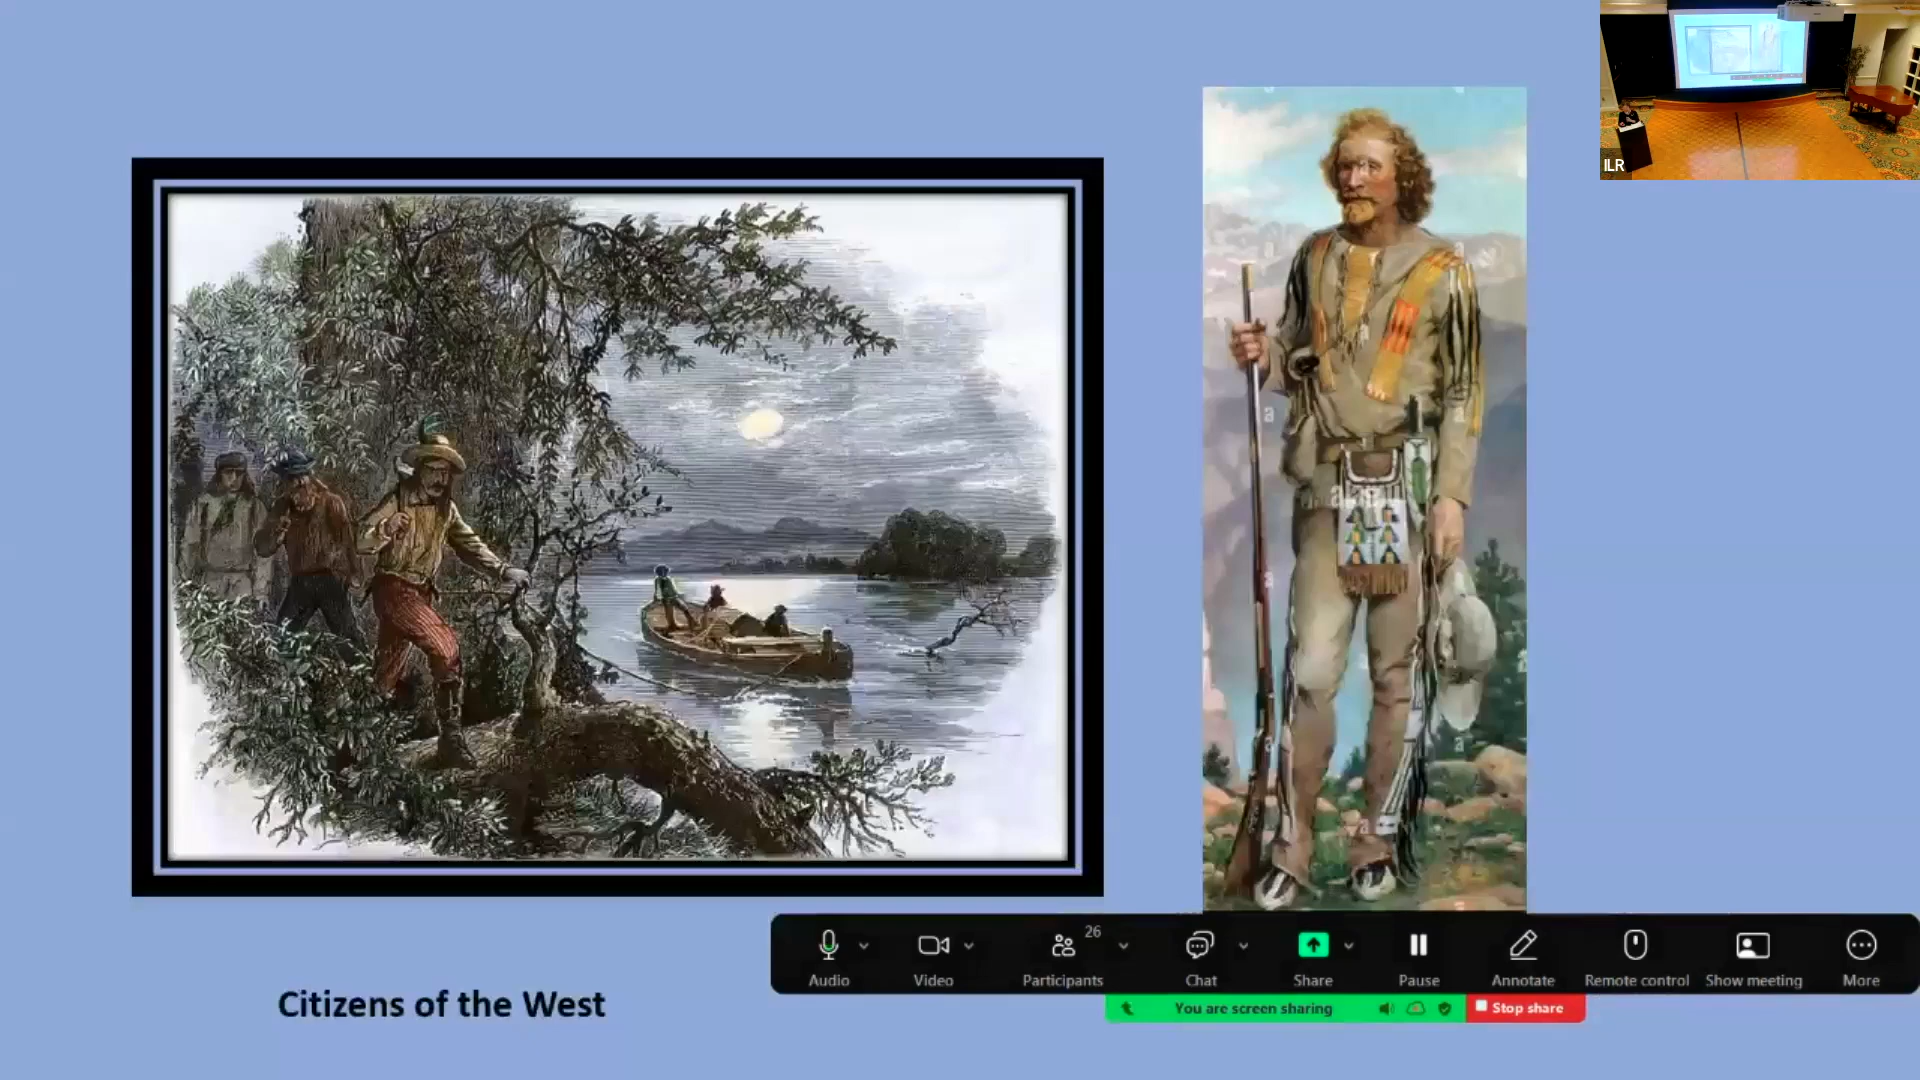 ILR
26
Audio
Video
Participants
Chat
Share
Pause
Annotate
Remote control
Show meeting
More
You are screen sharing
Stop share
Citizens of the West